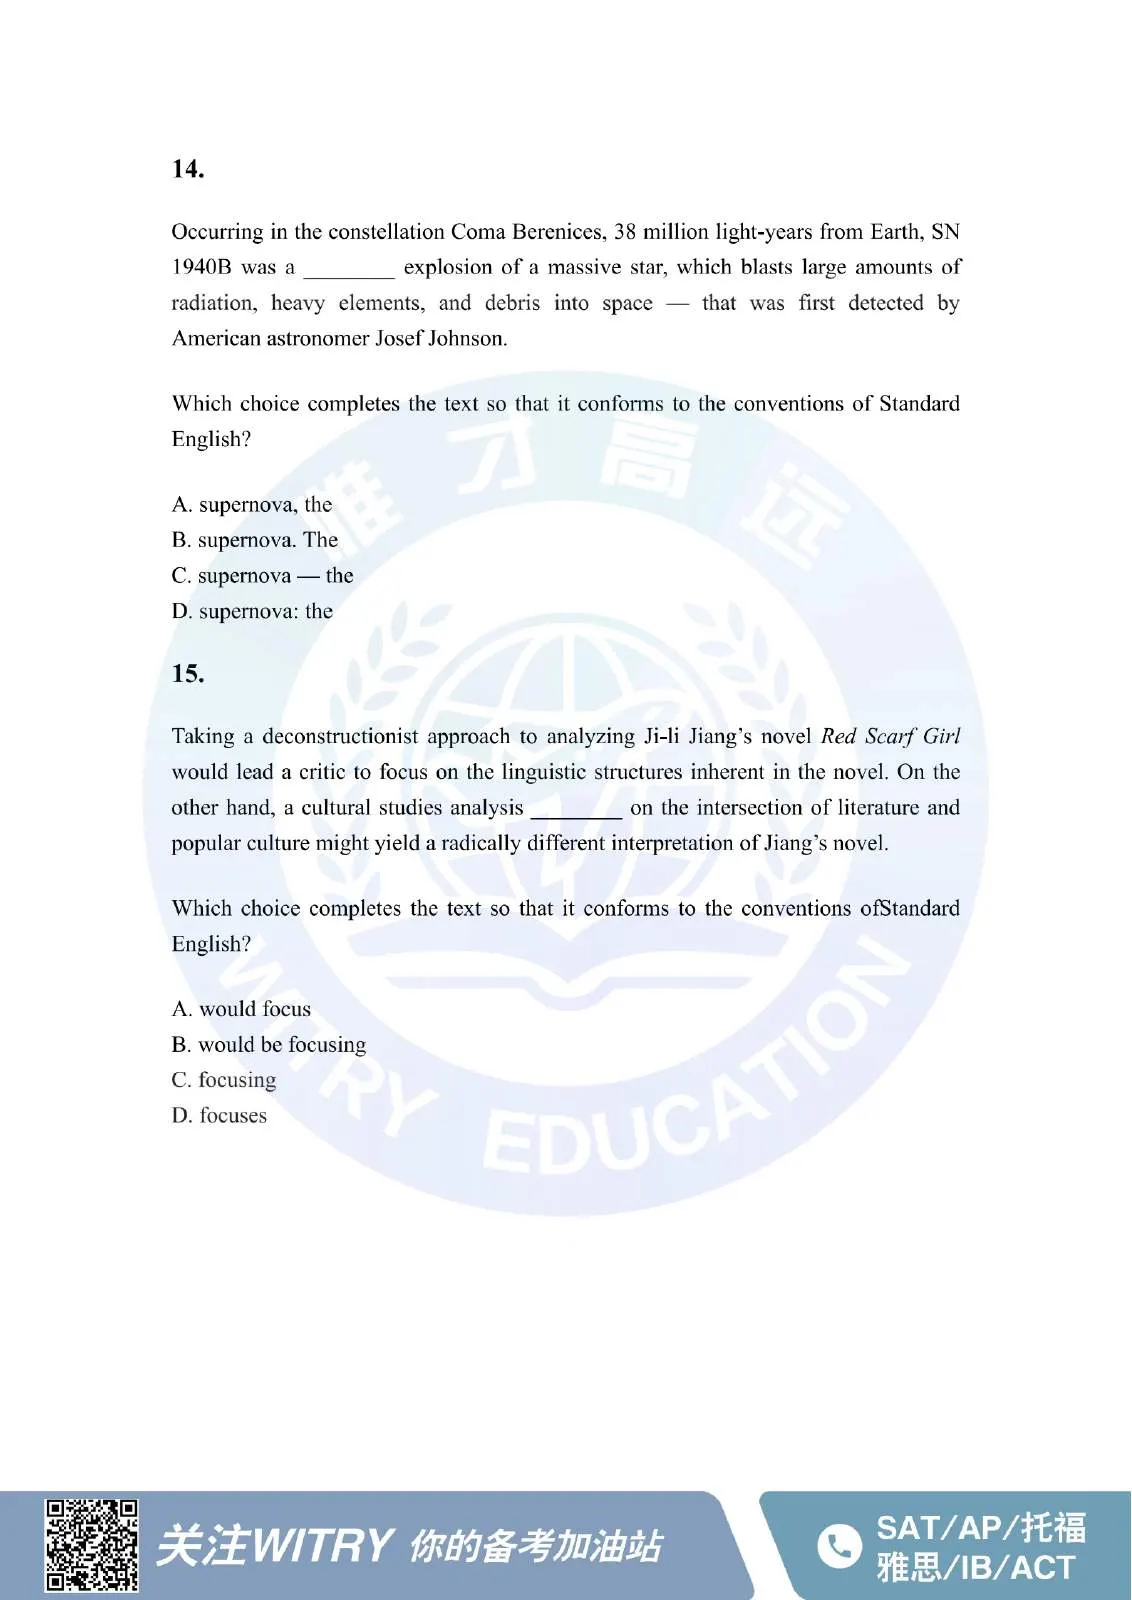 14.
Occurring in the constellation Coma Berenices, 38 million light-years from Earth, SN
1940B was a ________ explosion of a massive star, which blasts large amounts of
radiation, heavy elements, and debris into space — that was first detected by
American astronomer Josef Johnson.
Which choice completes the text so that it conforms to the conventions of Standard
English?
A. supernova, the
B. supernova. The
C. supernova — the
D. supernova: the
15.
Taking a deconstructionist approach to analyzing Ji-li Jiang’s novel Red Scarf Girl
would lead a critic to focus on the linguistic structures inherent in the novel. On the
other hand, a cultural studies analysis ________ on the intersection of literature and
popular culture might yield a radically different interpretation of Jiang’s novel.
Which choice completes the text so that it conforms to the conventions ofStandard
English?
A. would focus
B. would be focusing
C. focusing
D. focuses
唯才高远
WITRY EDUCATION
关注WITRY 你的备考加油站
SAT/AP/托福
雅思/IB/ACT